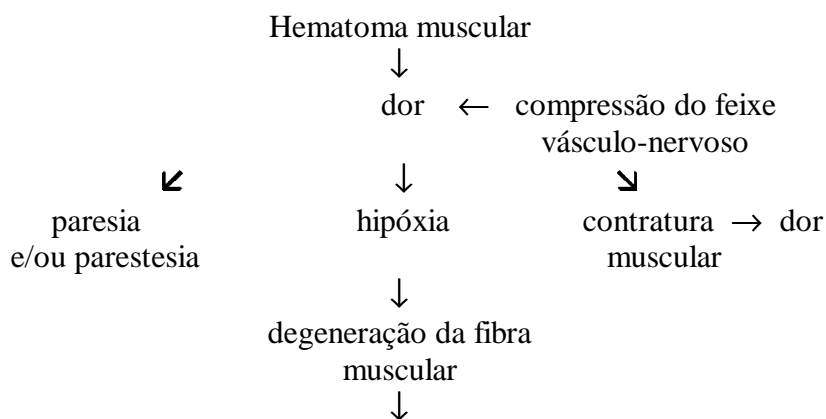 Hematoma muscular
↓
dor ← compressão do feixe
vásculo-nervoso
↙ ↓ ↘
paresia hipóxia contratura → dor
e/ou parestesia muscular
↓
degeneração da fibra
muscular
↓